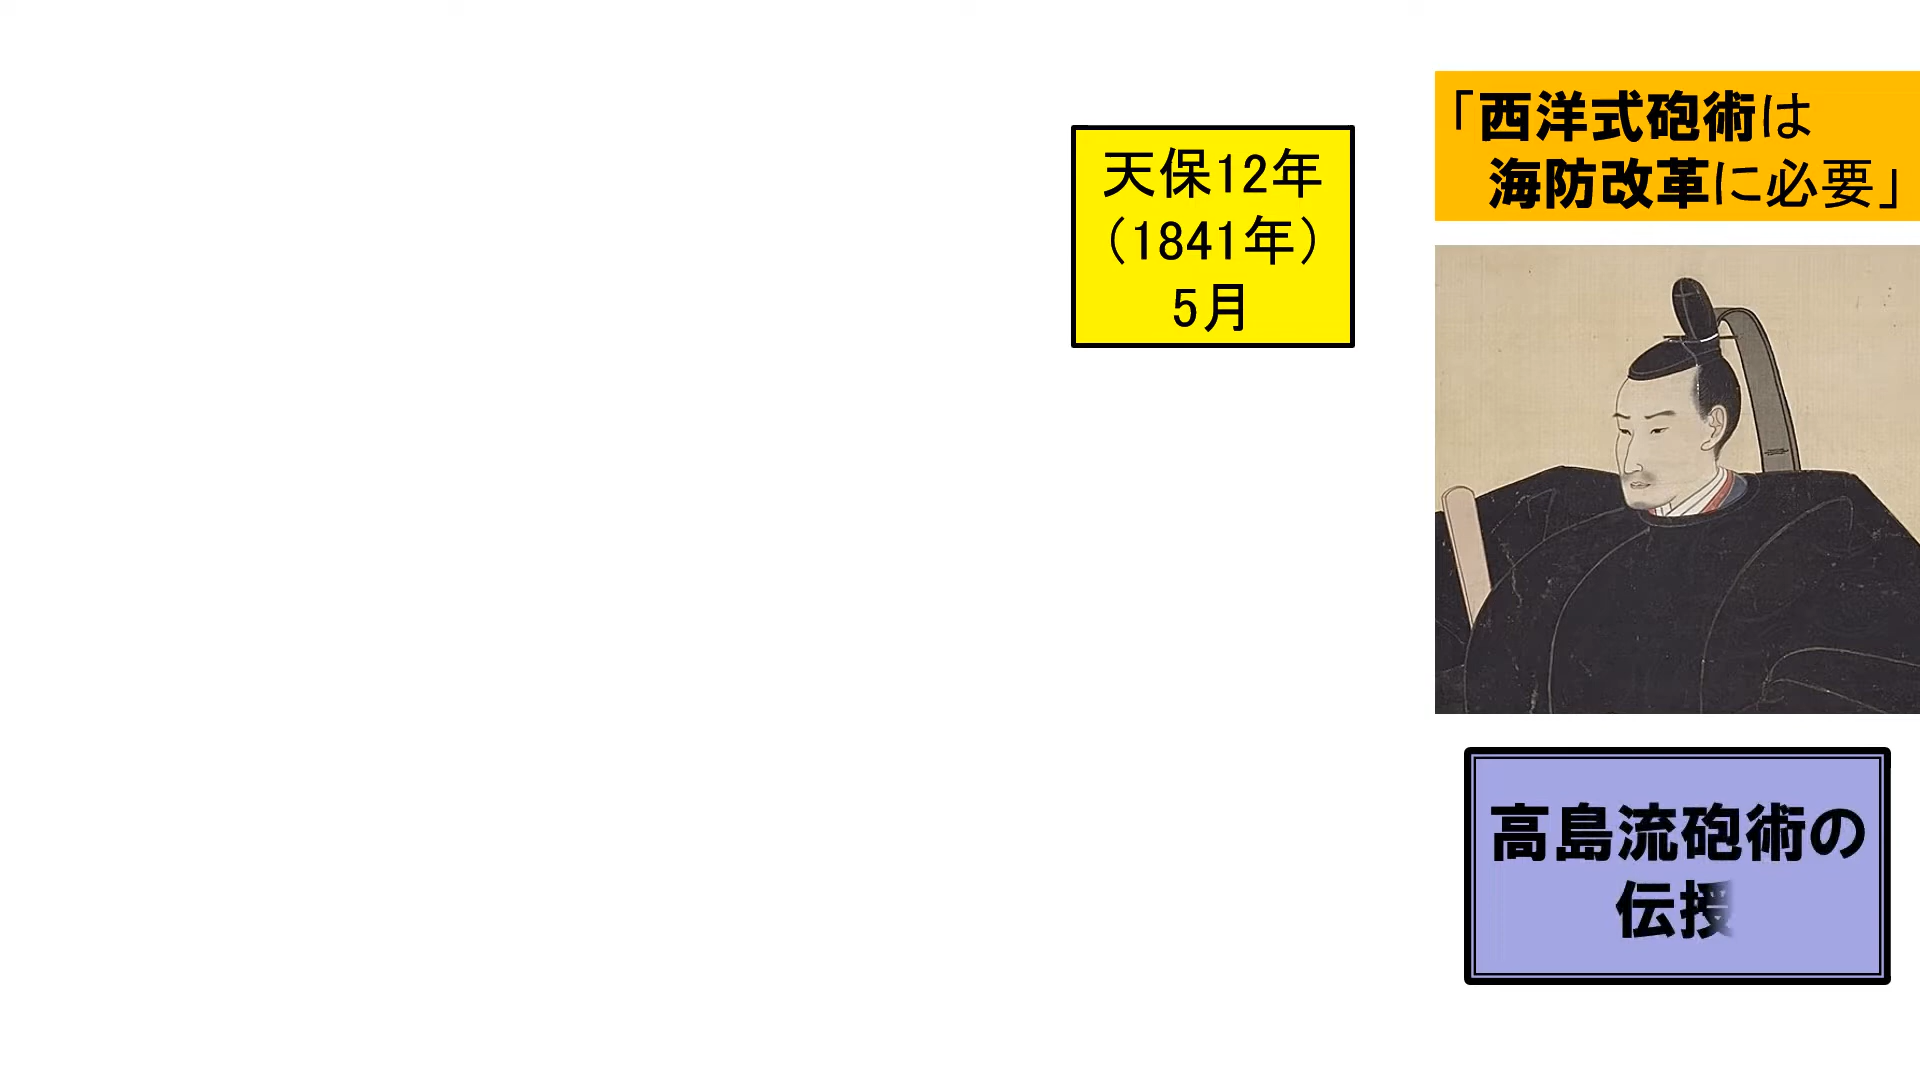 「西洋式砲術は
海防改革に必要」
天保12年
（1841年）
5月
高島流砲術の
伝授